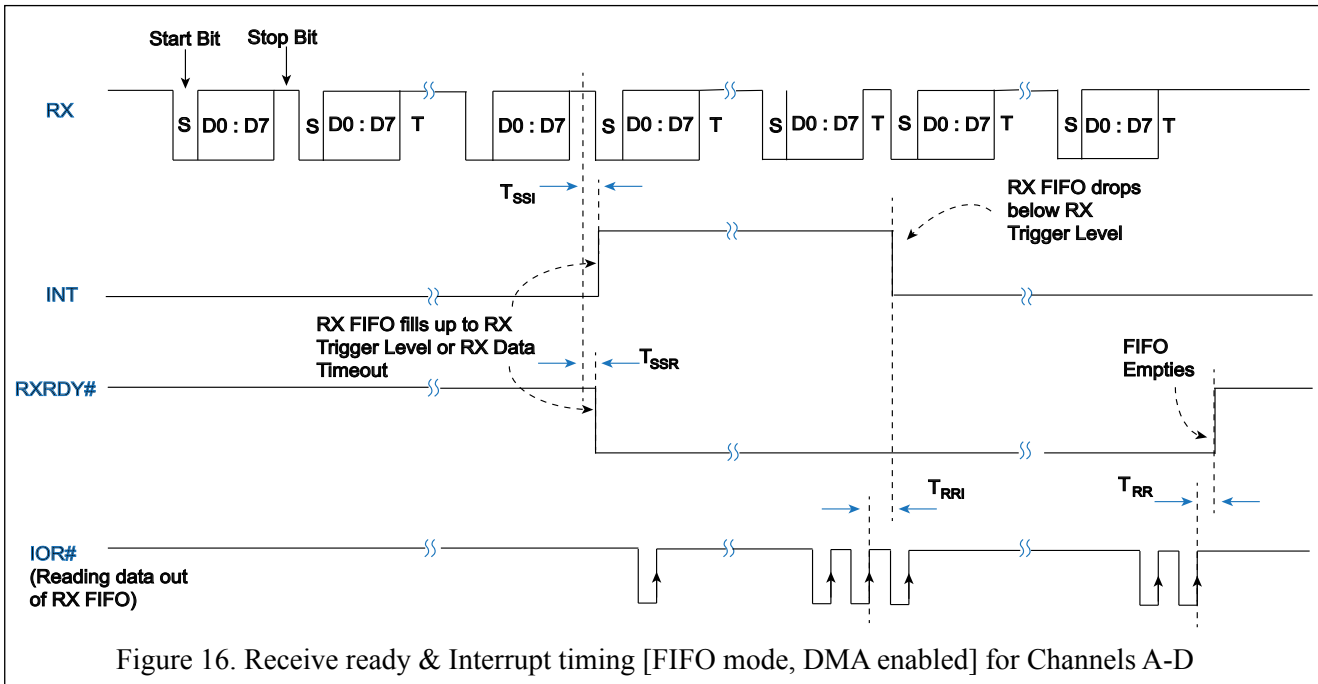 Start Bit Stop Bit
RX
S D0 : D7 S D0 : D7 T D0 : D7 S D0 : D7 T S D0 : D7 T S D0 : D7 T S D0 : D7 T
TSSI
RX FIFO drops
below RX
Trigger Level
INT
RX FIFO fills up to RX
Trigger Level or RX Data
Timeout
TSSR
FIFO
Empties
RXRDY#
TRRI
TRR
IOR#
(Reading data out
of RX FIFO)
Figure 16. Receive ready & Interrupt timing [FIFO mode, DMA enabled] for Channels A-D